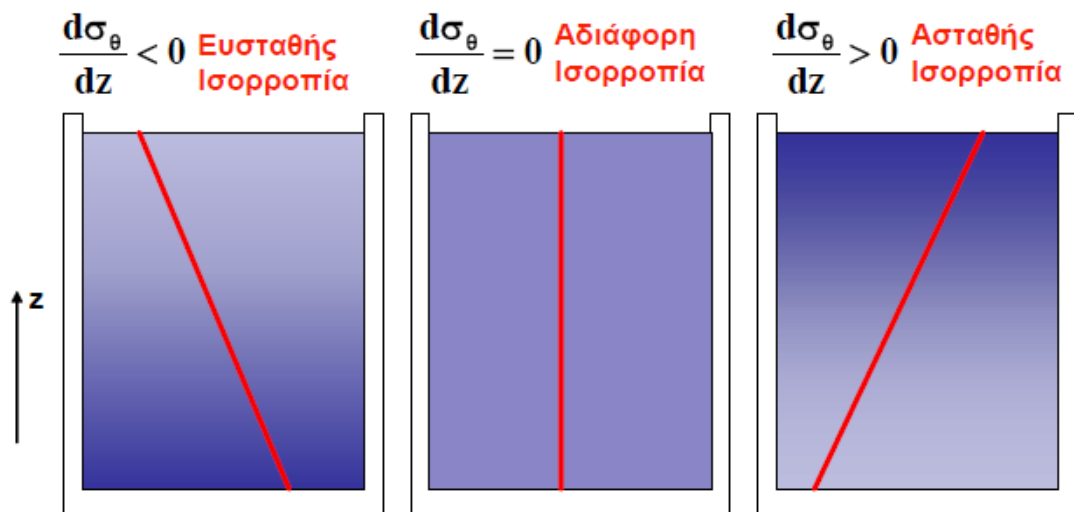 dσ_θ/dz < 0 Ευσταθής
Ισορροπία
dσ_θ/dz = 0 Αδιάφορη
Ισορροπία
dσ_θ/dz > 0 Ασταθής
Ισορροπία
z